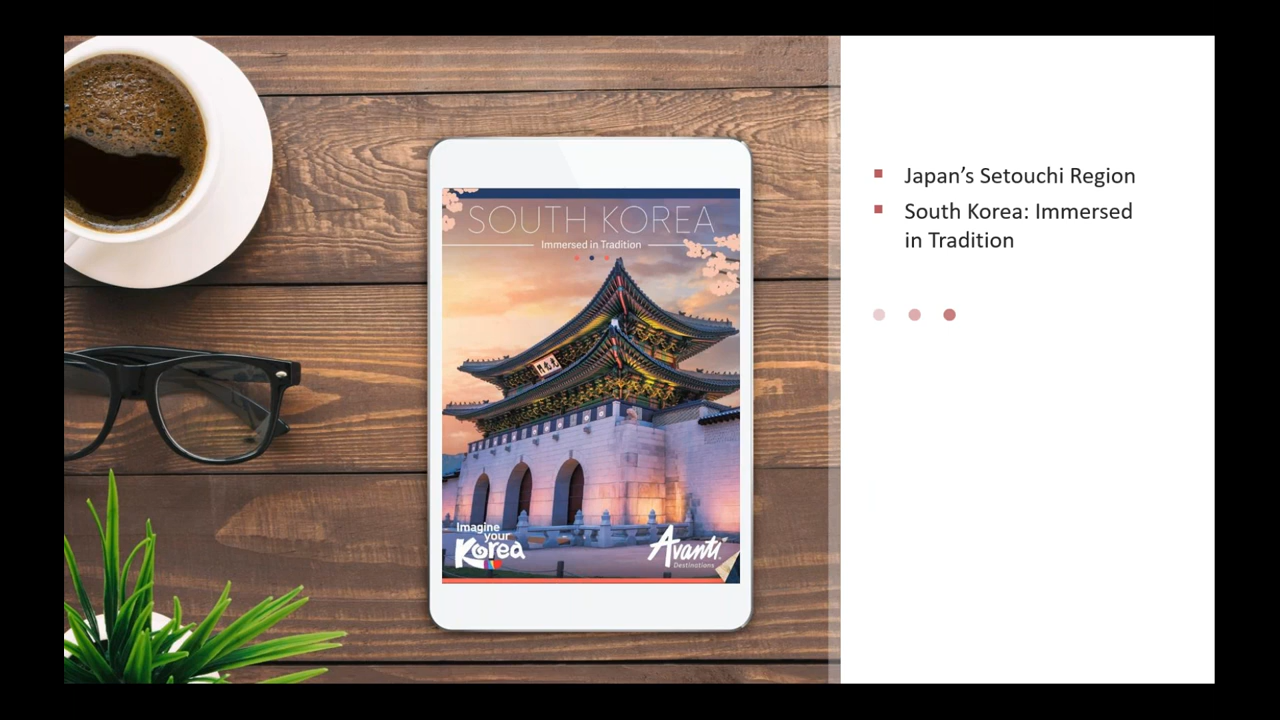 SOUTH KOREA
Immersed in Tradition
Imagine
your
Korea
Avanti
Destinations
Japan’s Setouchi Region
South Korea: Immersed
in Tradition